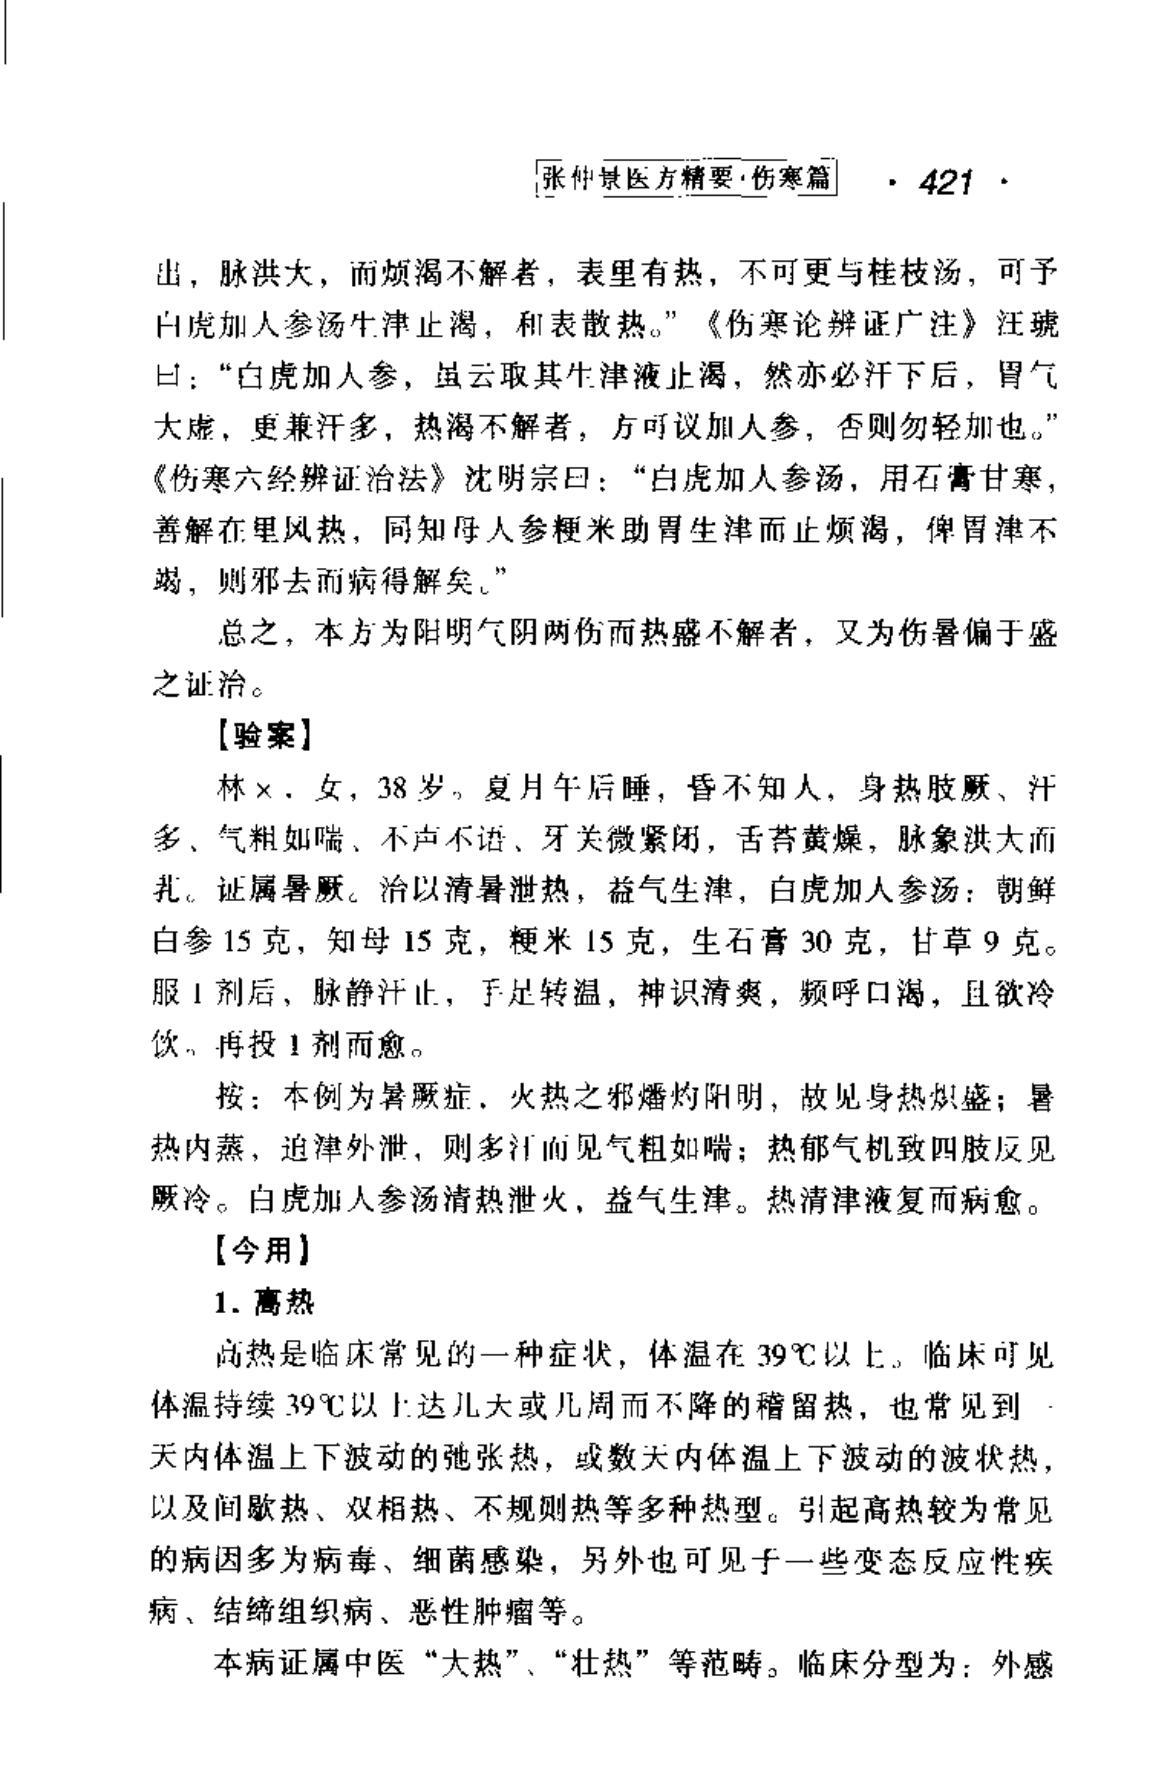 张仲景医方精要·伤寒篇 · 421 ·
出，脉洪大，而烦渴不解者，表里有热，不可更与桂枝汤，可予
白虎加人参汤生津止渴，和表散热。”《伤寒论辨证广注》汪琥
曰：“白虎加人参，虽云取其生津液止渴，然亦必汗下后，胃气
大虚，更兼汗多，热渴不解者，方可议加人参，否则勿轻加也。”
《伤寒六经辨证治法》沈明宗曰：“白虎加人参汤，用石膏甘寒，
善解在里风热，同知母人参粳米助胃生津而止烦渴，俾胃津不
竭，则邪去而病得解矣。”
总之，本方为阳明气阴两伤而热盛不解者，又为伤暑偏于盛
之证治。
【验案】
林×，女，38岁。夏月午后睡，昏不知人，身热肢厥、汗
多、气粗如喘、不声不语、牙关微紧闭，舌苔黄燥，脉象洪大而
芤。证属暑厥。治以清暑泄热，益气生津，白虎加人参汤：朝鲜
白参15克，知母15克，粳米15克，生石膏30克，甘草9克。
服1剂后，脉静汗止，手足转温，神识清爽，频呼口渴，且欲冷
饮。再投1剂而愈。
按：本例为暑厥症，火热之邪燔灼阳明，故见身热炽盛；暑
热内蒸，迫津外泄，则多汗而见气粗如喘；热郁气机致四肢反见
厥冷。白虎加人参汤清热泄火，益气生津。热清津液复而病愈。
【今用】
1. 高热
高热是临床常见的一种症状，体温在39℃以上。临床可见
体温持续39℃以上达几天或几周而不降的稽留热，也常见到一
天内体温上下波动的弛张热，或数天内体温上下波动的波状热，
以及间歇热、双相热、不规则热等多种热型。引起高热较为常见
的病因多为病毒、细菌感染，另外也可见于一些变态反应性疾
病、结缔组织病、恶性肿瘤等。
本病证属中医“大热”、“壮热”等范畴。临床分型为：外感